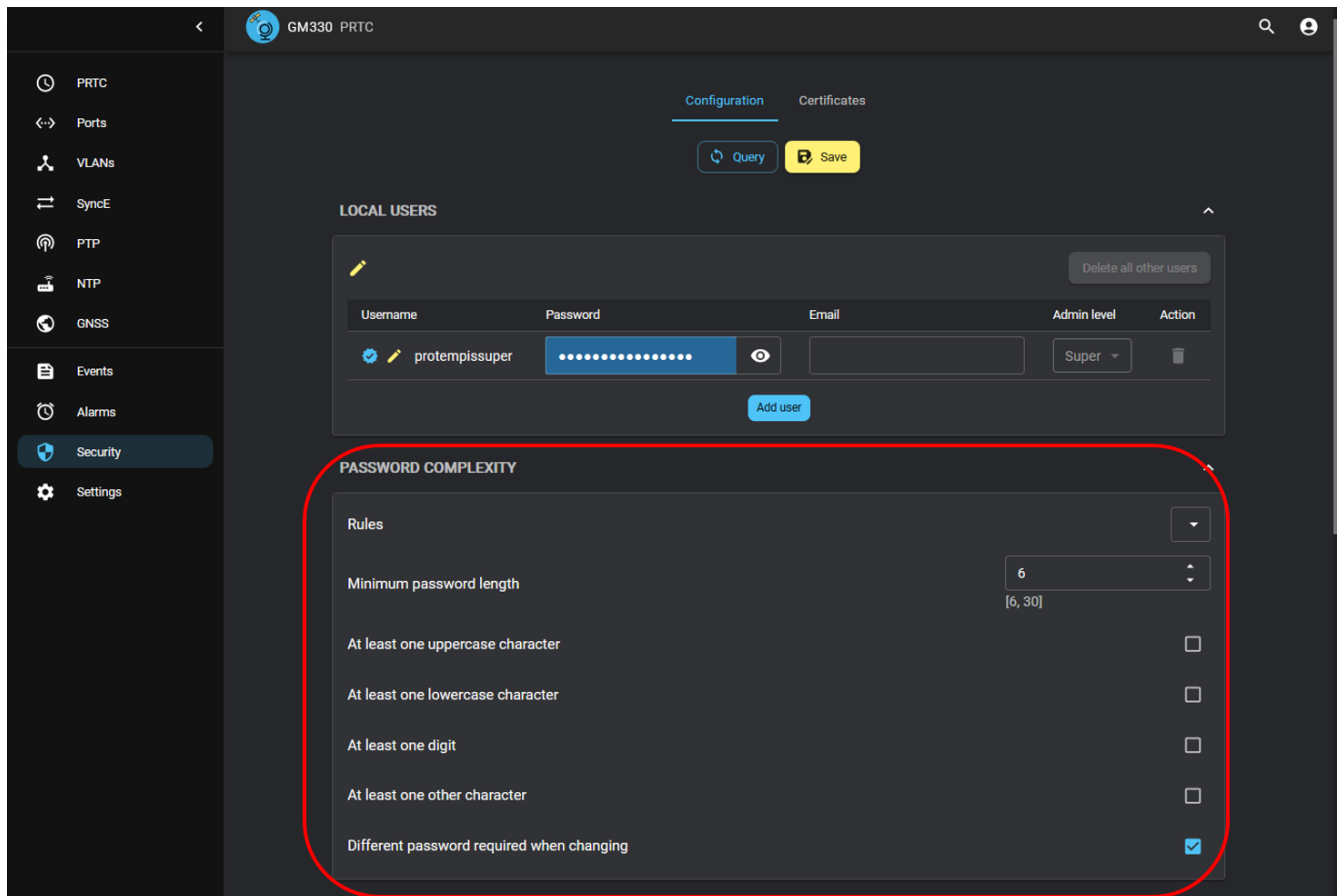 GM330 PRTC
PRTC
Ports
VLANs
SyncE
PTP
NTP
GNSS
Events
Alarms
Security
Settings
Configuration Certificates
Query Save
LOCAL USERS
Delete all other users
Username Password Email Admin level Action
protempissuper •••••••••••••••• Super
Add user
PASSWORD COMPLEXITY
Rules
Minimum password length 6
[6, 30]
At least one uppercase character
At least one lowercase character
At least one digit
At least one other character
Different password required when changing